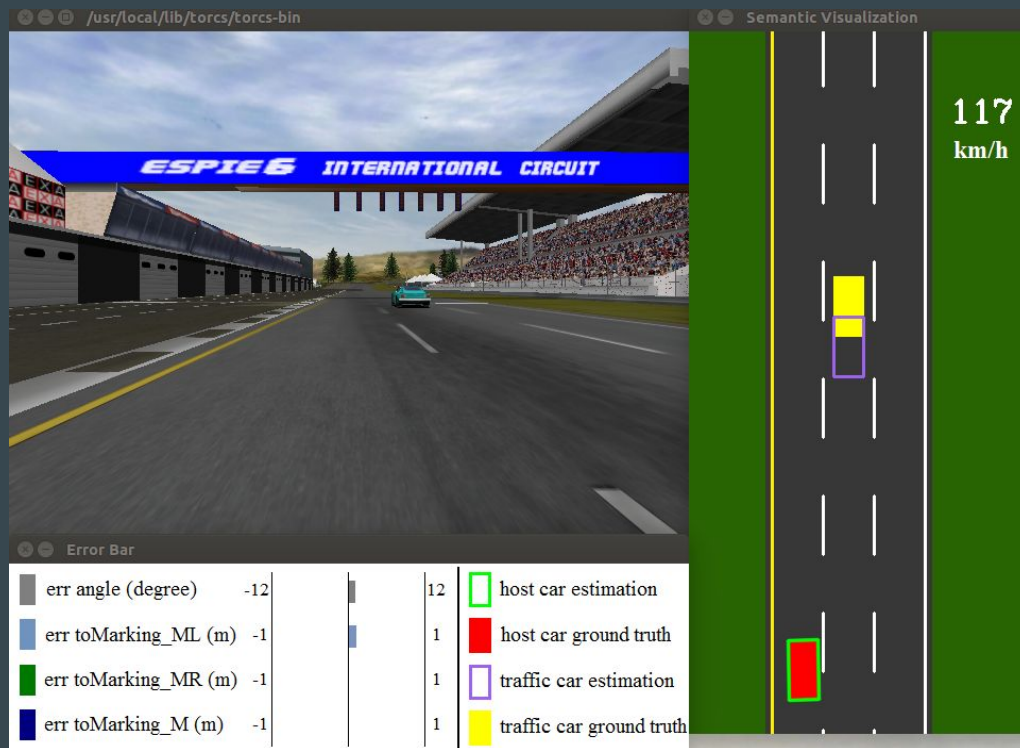 /usr/local/lib/torcs/torcs-bin
Semantic Visualization
ESPIE6 INTERNATIONAL CIRCUIT
117
km/h
Error Bar
err angle (degree) -12 12
err toMarking_ML (m) -1 1
err toMarking_MR (m) -1 1
err toMarking_M (m) -1 1
host car estimation
host car ground truth
traffic car estimation
traffic car ground truth